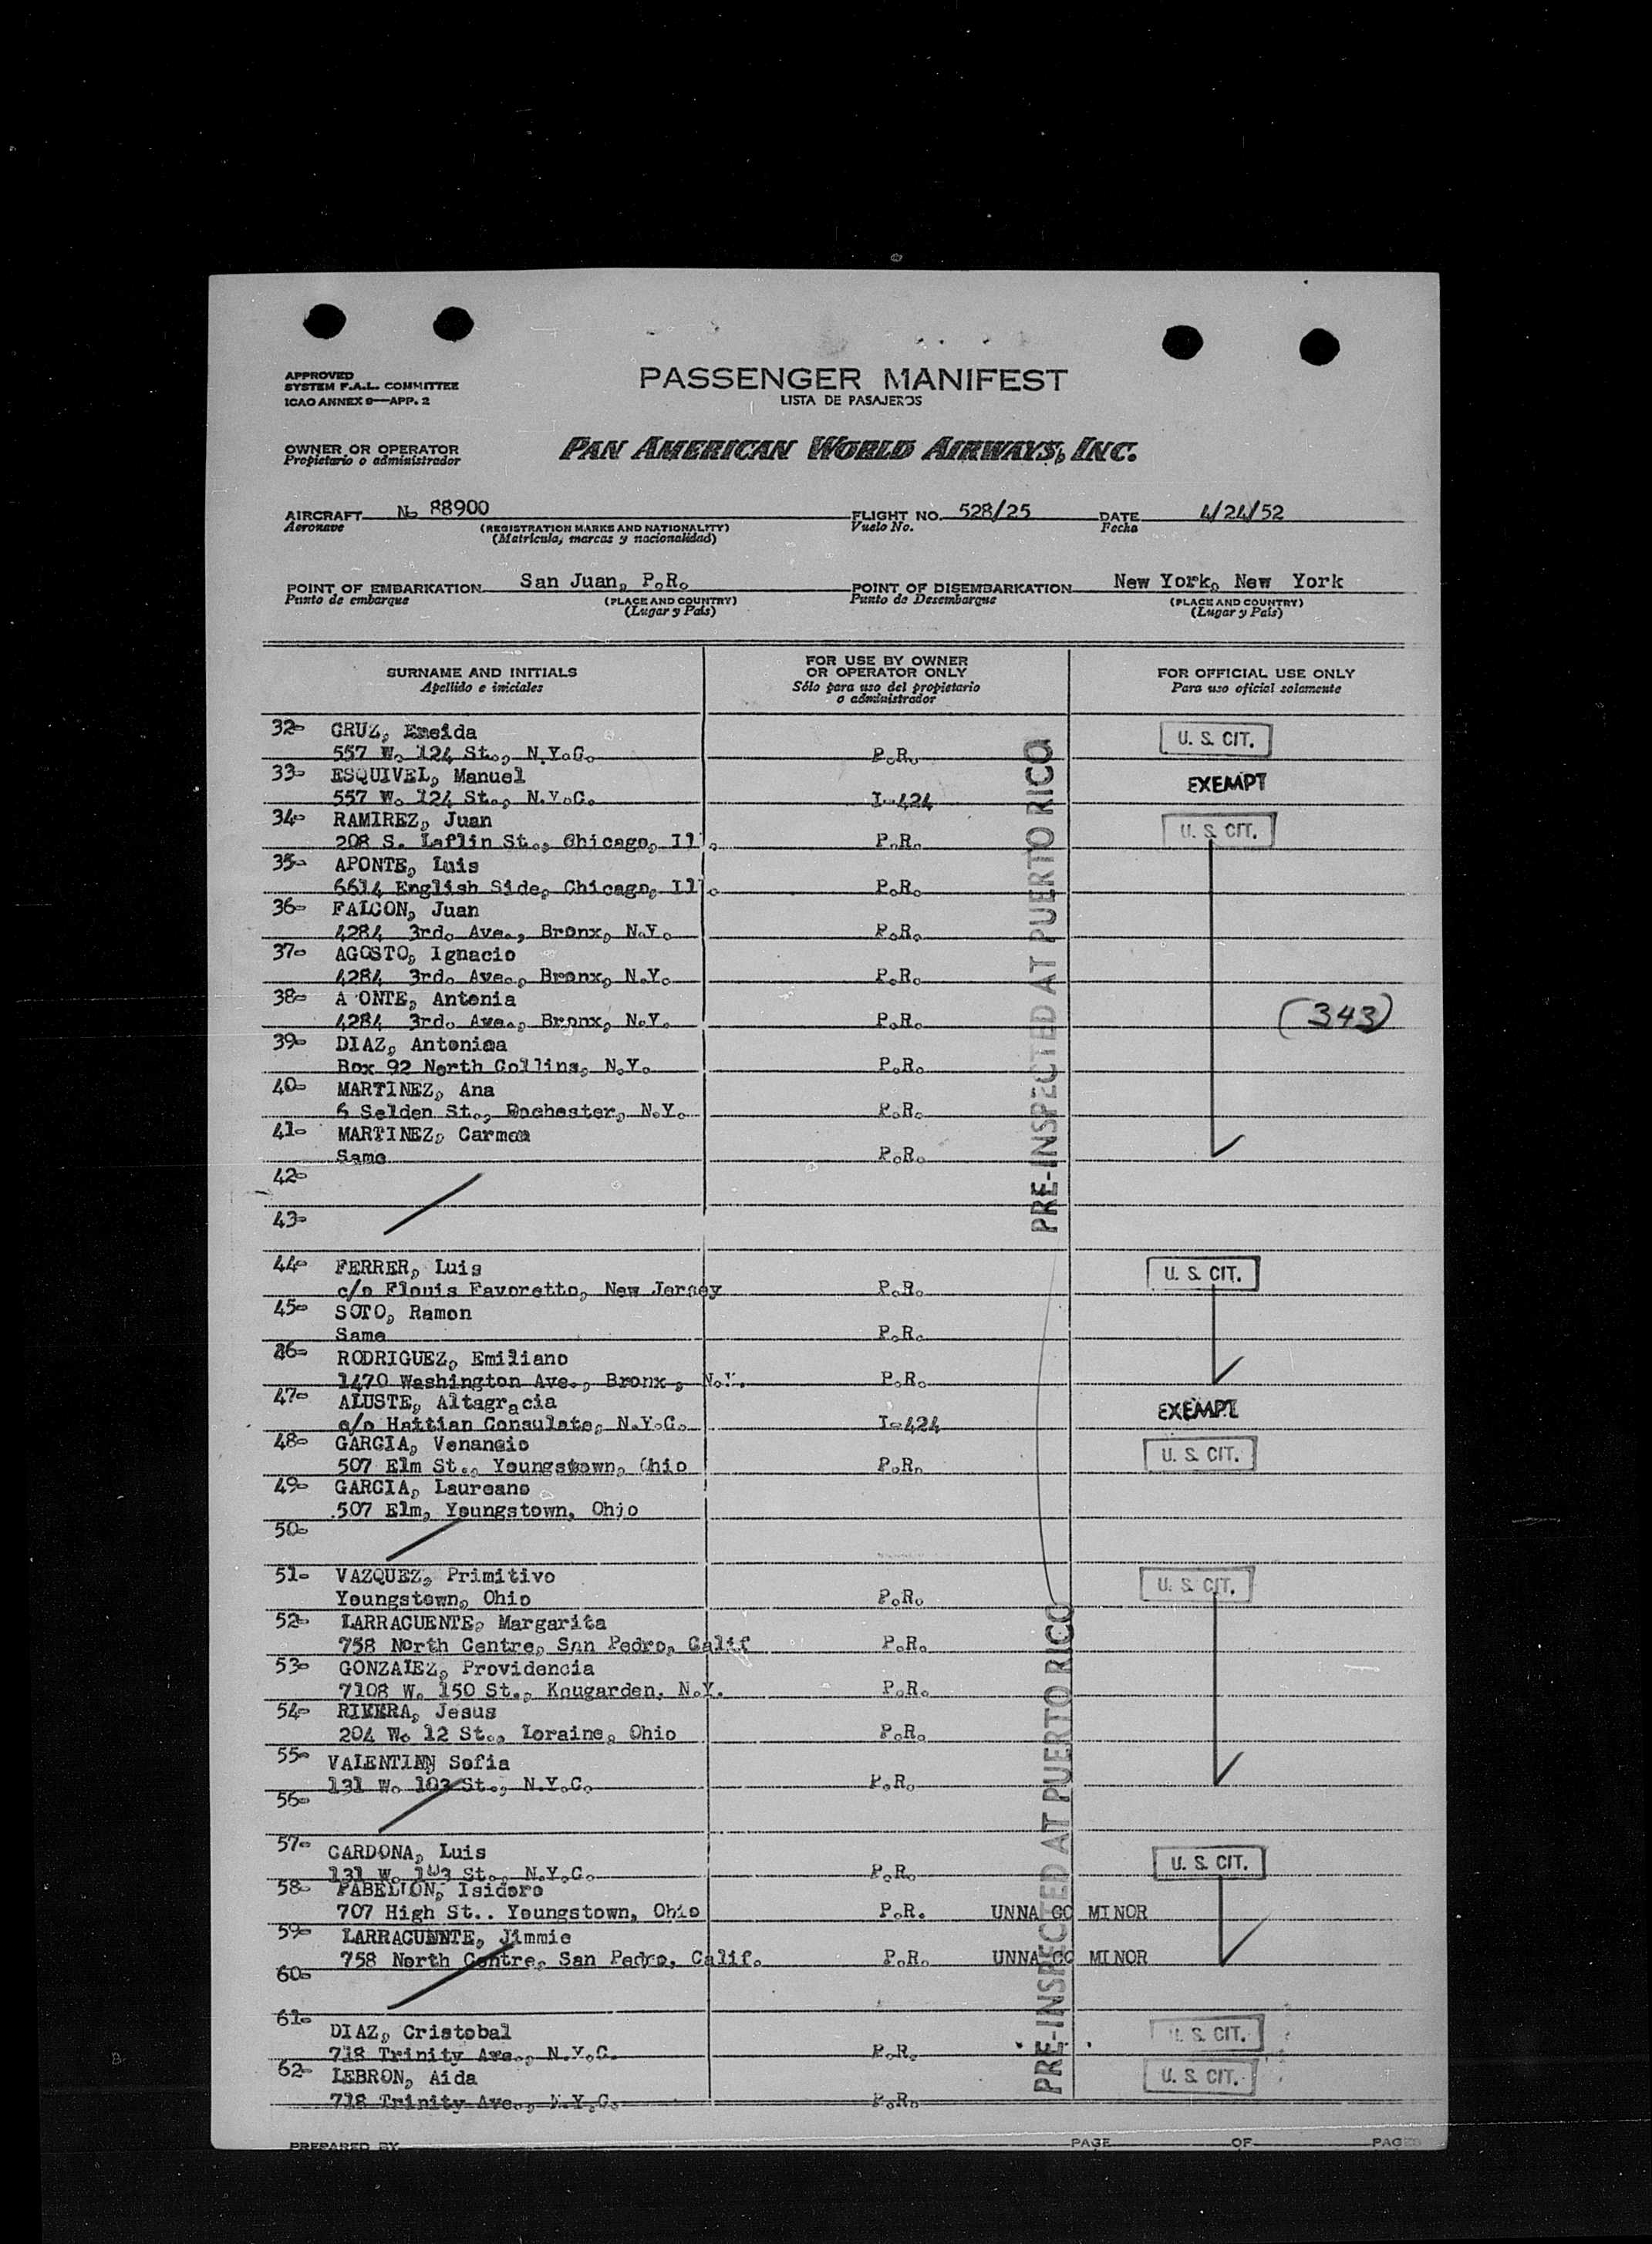 APPROVED
SYSTEM F.A.L. COMMITTEE
ICAO ANNEX 9—APP. 2
PASSENGER MANIFEST
LISTA DE PASAJEROS
OWNER OR OPERATOR
Propietario o administrador
PAN AMERICAN WORLD AIRWAYS, INC.
AIRCRAFT N. 88900 FLIGHT NO. 528/25 DATE 4/24/52
Aeronave (REGISTRATION MARKS AND NATIONALITY) Vuelo No. Fecha
(Matrícula, marcas y nacionalidad)
POINT OF EMBARKATION San Juan, P.R. POINT OF DISEMBARKATION New York, New York
Punto de embarque (PLACE AND COUNTRY) Punto de Desembarque (PLACE AND COUNTRY)
(Lugar y País) (Lugar y País)
SURNAME AND INITIALS FOR USE BY OWNER OR OPERATOR ONLY FOR OFFICIAL USE ONLY
Apellido e iniciales Sólo para uso del propietario o administrador Para uso oficial solamente
32- CRUZ, Emeida U. S. CIT.
557 W. 124 St., N.Y.C. P.R.
33- ESQUIVEL, Manuel EXEMPT
557 W. 124 St., N.Y.C. I-424
34- RAMIREZ, Juan U. S. CIT.
208 S. Laflin St., Chicago, Ill. P.R.
35- APONTE, Luis
6614 English Side, Chicago, Ill. P.R.
36- FALCON, Juan
4284 3rd. Ave., Bronx, N.Y. P.R.
37- AGOSTO, Ignacio
4284 3rd. Ave., Bronx, N.Y. P.R.
38- A ONTE, Antonia (343)
4284 3rd. Ave., Bronx, N.Y. P.R.
39- DIAZ, Antonina
Box 92 North Collins, N.Y. P.R.
40- MARTINEZ, Ana
6 Selden St., Rochester, N.Y. P.R.
41- MARTINEZ, Carmen
Same P.R.
42-
43-
PRE-INSPECTED AT PUERTO RICO
44- FERRER, Luis U. S. CIT.
c/o Flouis Favoretto, New Jersey P.R.
45- SOTO, Ramon
Same P.R.
46- RODRIGUEZ, Emiliano
1470 Washington Ave., Bronx, N.Y. P.R.
47- ALUSTE, Altagracia EXEMPT
c/o Haitian Consulate, N.Y.C. I-424
48- GARCIA, Venancio U. S. CIT.
507 Elm St., Youngstown, Ohio P.R.
49- GARCIA, Laureano
507 Elm, Youngstown, Ohio
50-
51- VAZQUEZ, Primitivo U. S. CIT.
Youngstown, Ohio P.R.
52- LARRACUENTE, Margarita
758 North Centre, San Pedro, Calif P.R.
53- GONZALEZ, Providencia
7108 W. 150 St., Kougarden, N.Y. P.R.
54- RIVERA, Jesus
204 W. 12 St., Loraine, Ohio P.R.
55- VALENTIN, Sofia
131 W. 103 St., N.Y.C. P.R.
56-
57- CARDONA, Luis U. S. CIT.
131 W. 103 St., N.Y.C. P.R.
58- PABELLON, Isidoro
707 High St.. Youngstown, Ohio P.R. UNNA CC MINOR
59- LARRACUENTE, Jimmie
758 North Centre, San Pedro, Calif. P.R. UNNA CC MINOR
60-
61- DIAZ, Cristobal U. S. CIT.
718 Trinity Ave., N.Y.C. P.R.
62- LEBRON, Aida U. S. CIT.
718 Trinity Ave., N.Y.C. P.R.
PRE-INSPECTED AT PUERTO RICO
PREPARED BY PAGE OF PAGES